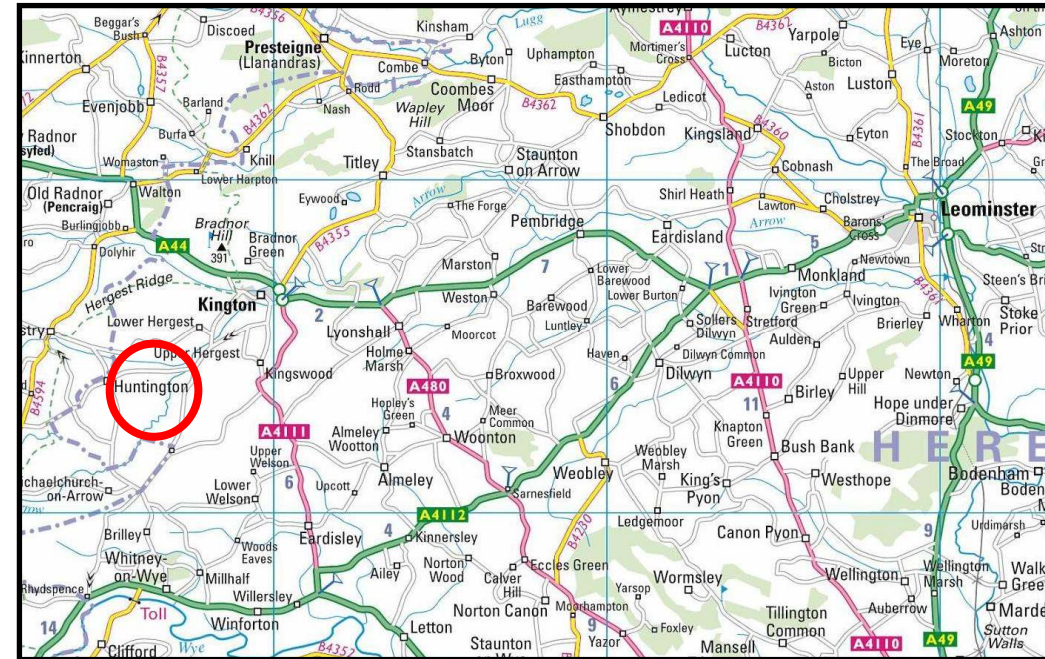 Beggar's
Bush
Discoed
B4356
Kinsham
Lugg
A4110
B4362
Yarpole
Eye
Ashton
Kinnerton
B4357
Presteigne
(Llanandras)
Combe
Byton
Uphampton
Mortimer's
Cross
Lucton
Bicton
Luston
Moreton
Easthampton
Evenjobb
Barland
B4362
Rodd
Nash
Wapley
Hill
Coombes
Moor
B4362
Ledicot
Aston
B4361
A49
Radnor
Burfa
Knill
Titley
Stansbatch
Staunton
on Arrow
Shobdon
Kingsland
B4360
Eyton
Stockton
Womaston
Lower Harpton
Cobnash
The Broad
Old Radnor
(Pencraig)
Walton
Eywood
Arrow
The Forge
Shirl Heath
Lawton
Cholstrey
Leominster
Burlingjobb
Bradnor
Hill
391
Bradnor
Green
B4355
Pembridge
Eardisland
Arrow
Barons'
Cross
A44
Dolyhir
5
Newtown
Hergest Ridge
Marston
7
Lower
Barewood
1
Monkland
Steen's Bri
Kington
Weston
Barewood
Lower Burton
Ivington
Green
Ivington
B4361
2
Lower Hergest
Lyonshall
Moorcot
Luntley
Sollers
Dilwyn
Stretford
Aulden
Brierley
Wharton
Stoke
Prior
4
Upper Hergest
Holme
Marsh
Haven
Dilwyn Common
A49
Huntington
Kingswood
Broxwood
6
Dilwyn
A4110
Upper
Hill
Newton
B4594
A480
Birley
Hope under
Dinmore
Hopley's
Green
4
Meer
Common
11
A4111
Almeley
Wootton
Woonton
Knapton
Green
Bush Bank
HERE
Upper
Welson
Weobley
Weobley
Marsh
Michaelchurch-
on-Arrow
Lower
Welson
6
Upcott
Almeley
Sarnesfield
King's
Pyon
Westhope
Bodenham
A4112
Ledgemoor
Urdimarsh
Brilley
Eardisley
4
Kinnersley
B4230
Canon Pyon
9
Woods
Eaves
Whitney-
on-Wye
Millhalf
Ailey
Norton
Wood
Calver
Hill
Eccles Green
Wormsley
Wellington
Wellington
Marsh
Rhydspence
Willersley
Yarsop
Auberrow
Toll
Winforton
Norton Canon
Moorhampton
Tillington
Common
14
Letton
9
Foxley
Sutton
Walls
Clifford
Wye
B4352
Staunton
Yazor
Mansell
A4110
A49